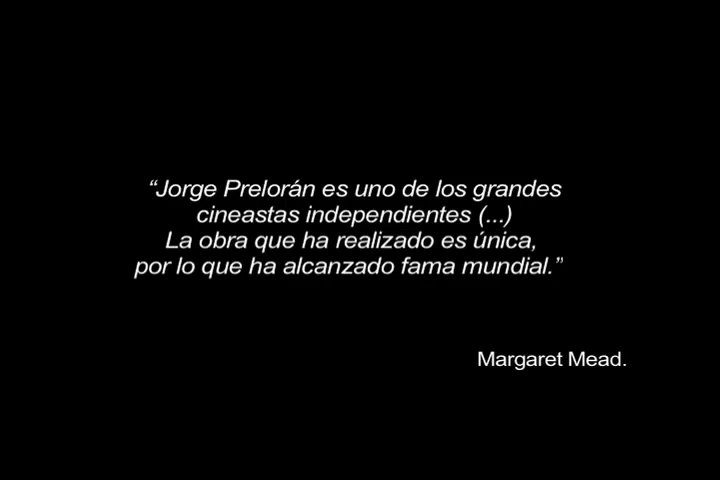 “Jorge Prelorán es uno de los grandes
cineastas independientes (...)
La obra que ha realizado es única,
por lo que ha alcanzado fama mundial.”
Margaret Mead.